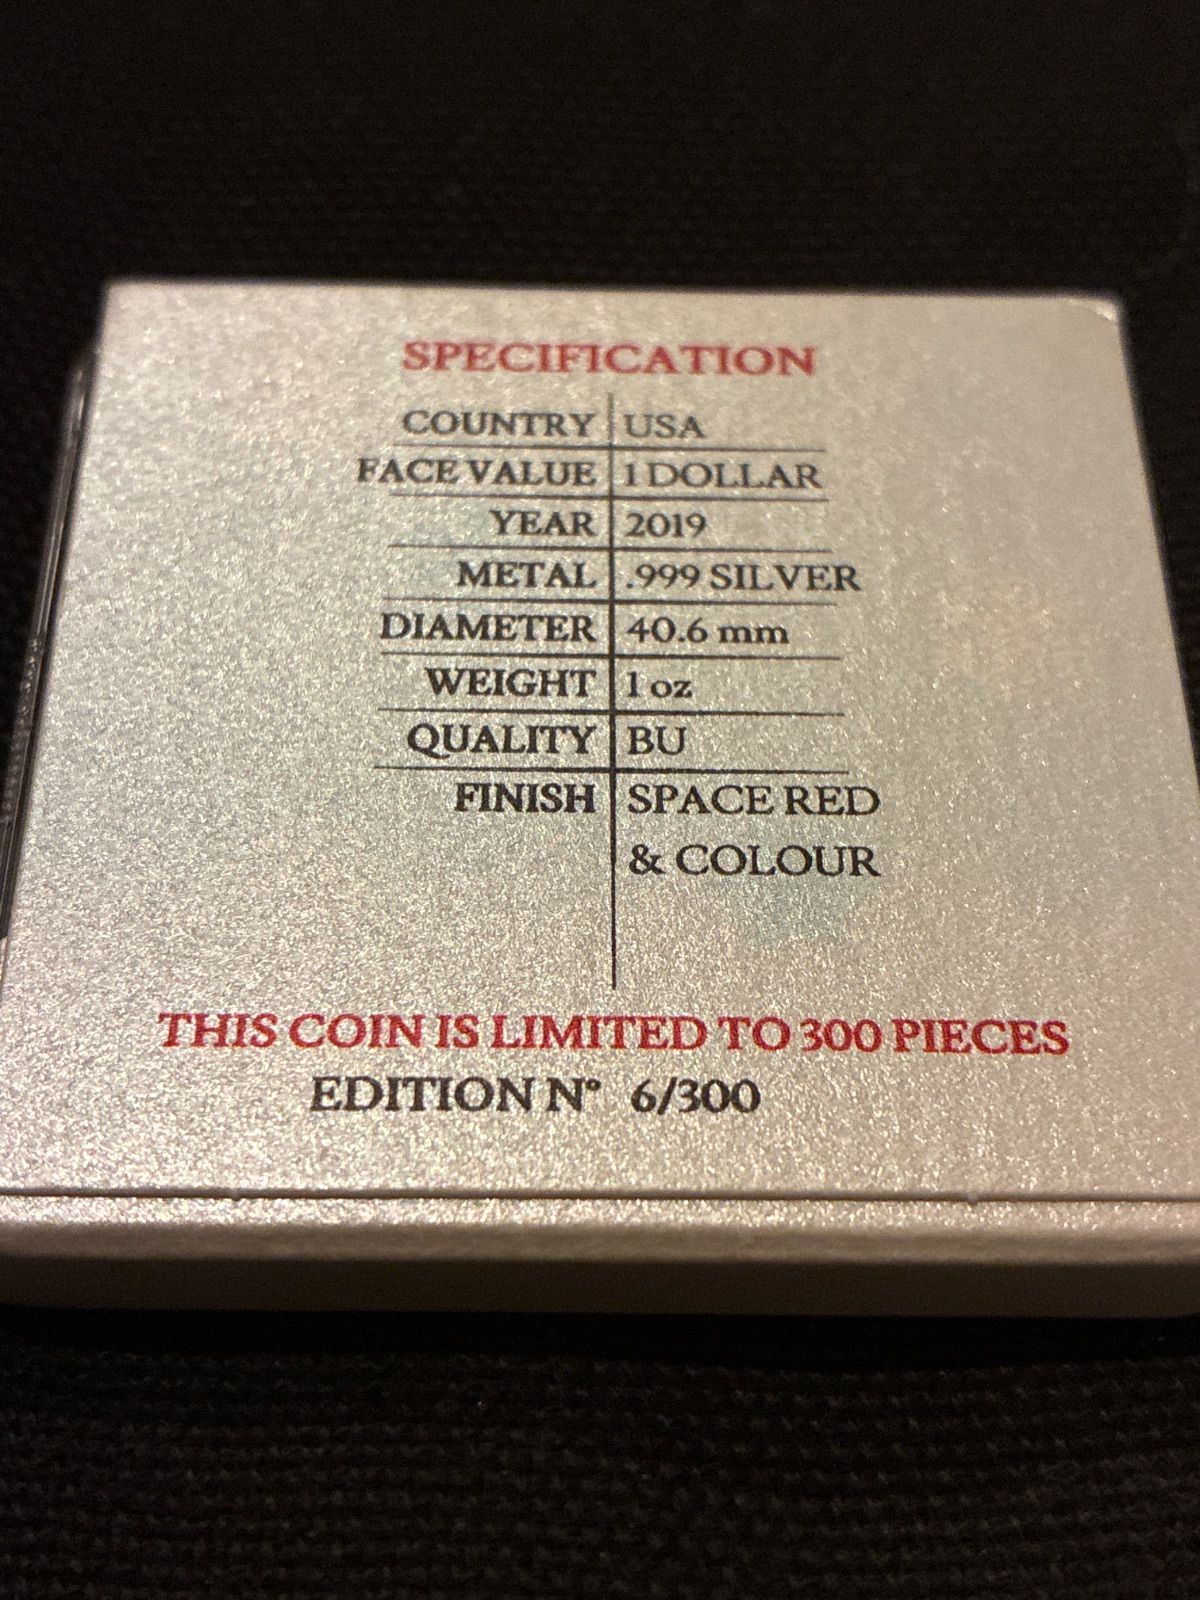 SPECIFICATION
COUNTRY USA
FACE VALUE 1 DOLLAR
YEAR 2019
METAL .999 SILVER
DIAMETER 40.6 mm
WEIGHT 1 oz
QUALITY BU
FINISH SPACE RED
& COLOUR
THIS COIN IS LIMITED TO 300 PIECES
EDITION N° 6/300